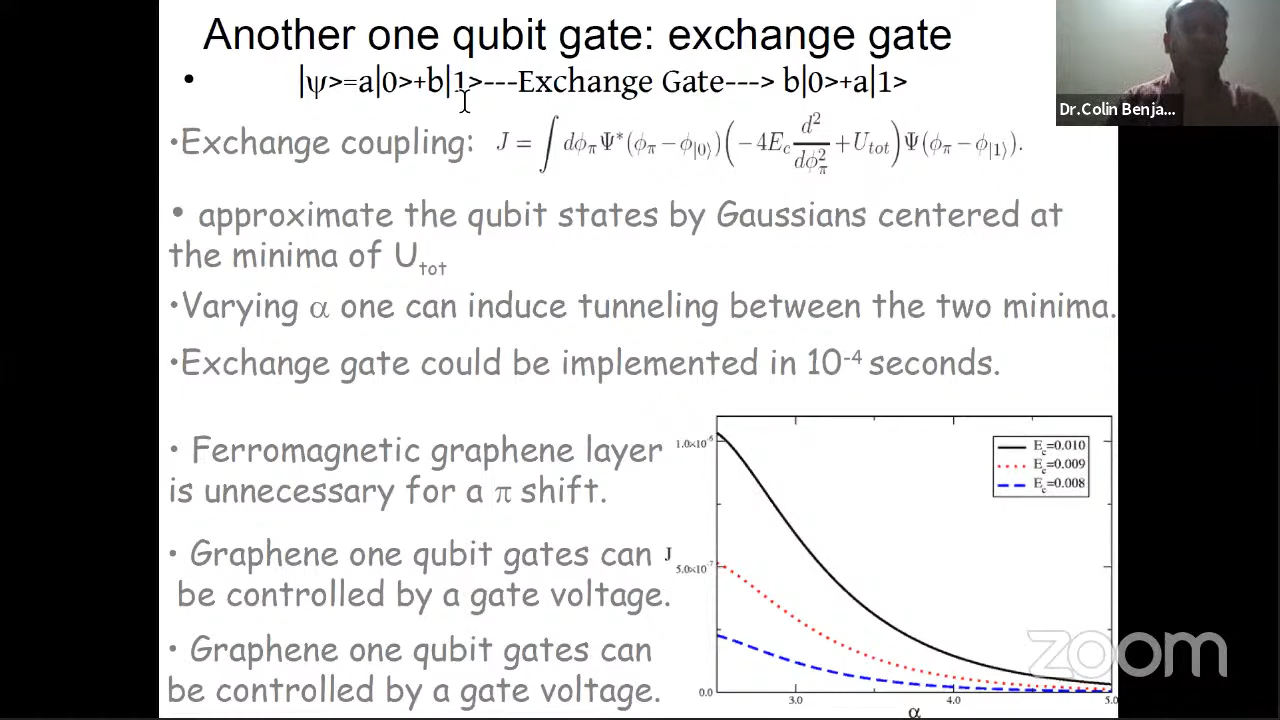 Another one qubit gate: exchange gate
• |ψ>=a|0>+b|1>---Exchange Gate---> b|0>+a|1>
Dr.Colin Benja...
•Exchange coupling: J = ∫ dϕ_π Ψ*(ϕ_π − ϕ_|0⟩)(−4E_c d²/dϕ²_π + U_tot)Ψ(ϕ_π − ϕ_|1⟩).
• approximate the qubit states by Gaussians centered at
the minima of U_tot
•Varying α one can induce tunneling between the two minima.
•Exchange gate could be implemented in 10⁻⁴ seconds.
• Ferromagnetic graphene layer
is unnecessary for a π shift.
• Graphene one qubit gates can
be controlled by a gate voltage.
• Graphene one qubit gates can
be controlled by a gate voltage.
1.0×10⁻⁶
J
5.0×10⁻⁷
0.0
E_c=0.010
E_c=0.009
E_c=0.008
3.0 4.0 5.0
α
zoom